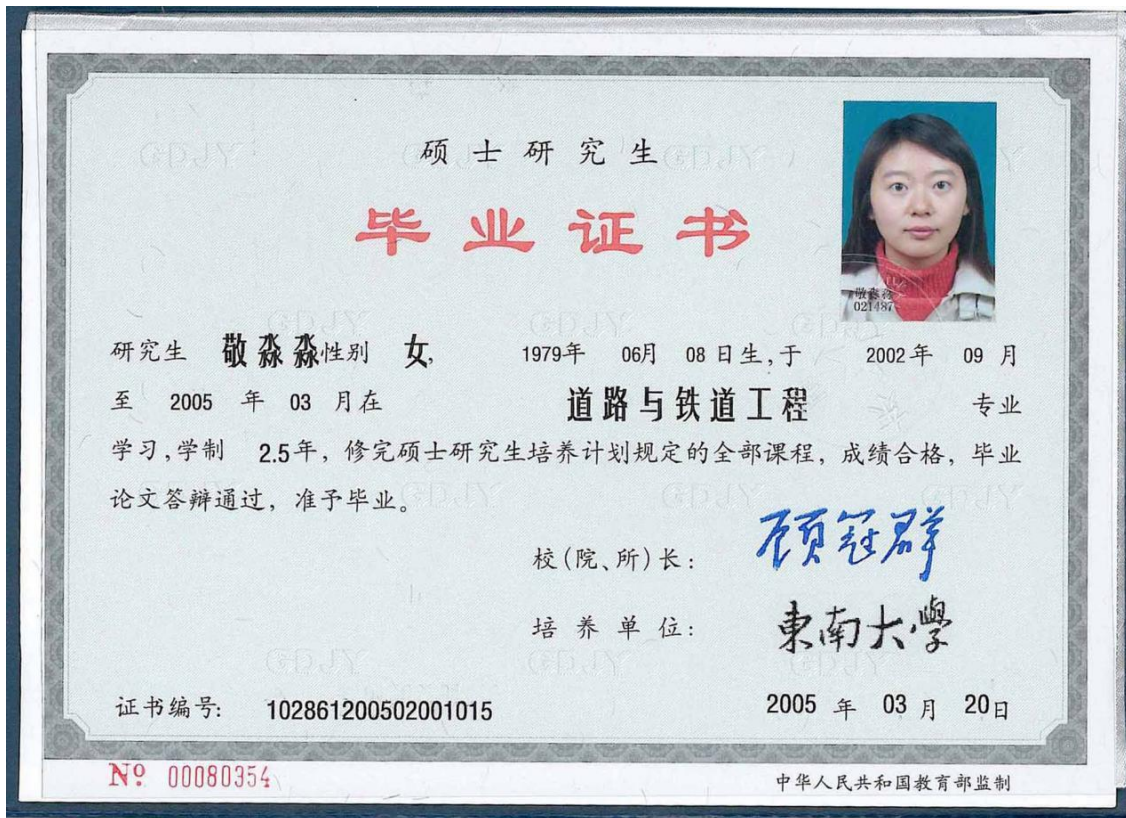 硕士研究生
毕业证书
敬淼淼
021487
研究生 敬淼淼性别 女, 1979年 06月 08日生,于 2002年 09月
至 2005 年 03 月在 道路与铁道工程 专业
学习,学制 2.5年, 修完硕士研究生培养计划规定的全部课程, 成绩合格, 毕业
论文答辩通过, 准予毕业。
校(院、所)长: 顾冠群
培养单位: 東南大學
证书编号: 102861200502001015
2005 年 03 月 20日
Nº 00080354
中华人民共和国教育部监制